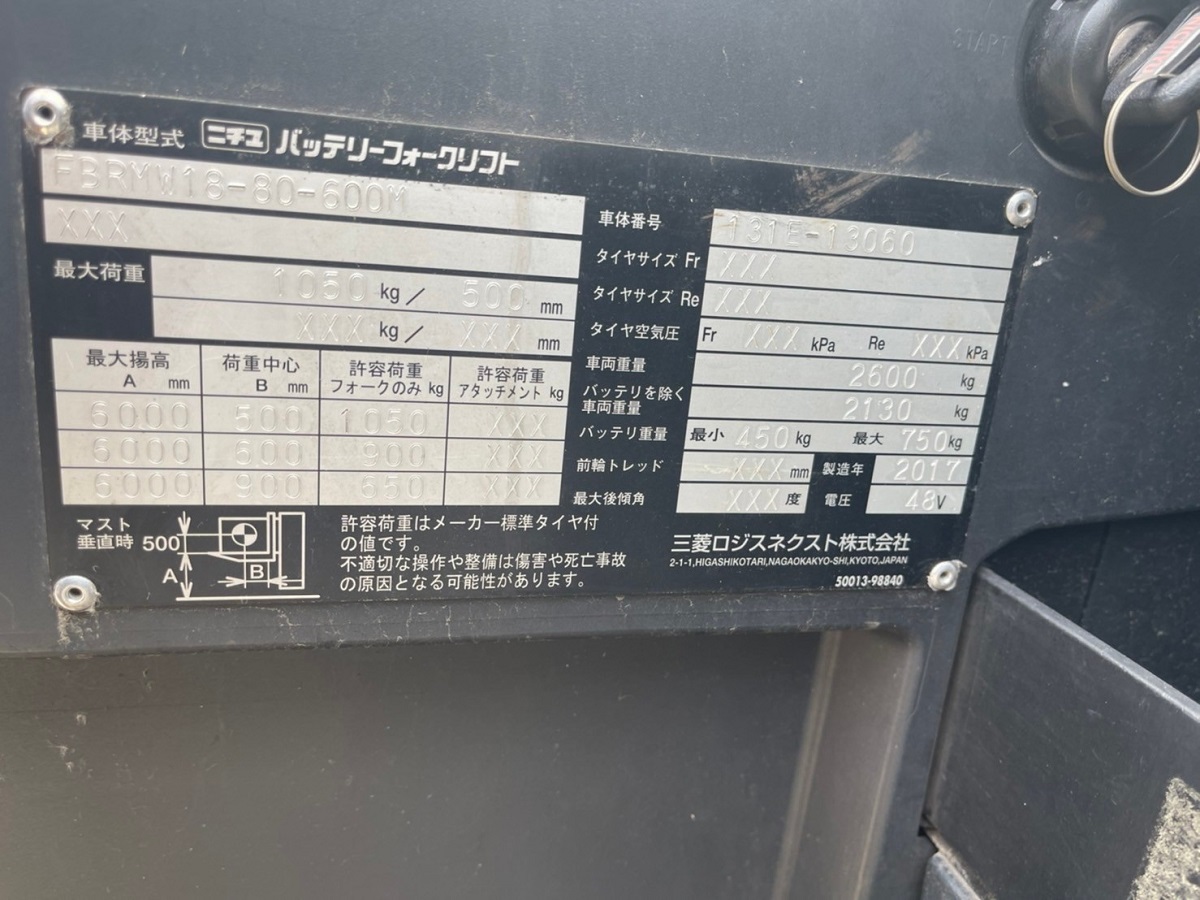 START
車体型式 ニチユ バッテリーフォークリフト
FBRMW18-80-600M
XXX
最大荷重 1050 kg / 500 mm
XXX kg / XXX mm
最大揚高 A mm 荷重中心 B mm 許容荷重 フォークのみ kg 許容荷重 アタッチメント kg
6000 500 1050 XXX
6000 600 900 XXX
6000 900 650 XXX
車体番号 131E-13060
タイヤサイズ Fr XXX
タイヤサイズ Re XXX
タイヤ空気圧 Fr XXX kPa Re XXX kPa
車両重量 2600 kg
バッテリを除く車両重量 2130 kg
バッテリ重量 最小 450 kg 最大 750 kg
前輪トレッド XXX mm 製造年 2017
最大後傾角 XXX 度 電圧 48 V
マスト
垂直時 500
A
B
許容荷重はメーカー標準タイヤ付
の値です。
不適切な操作や整備は傷害や死亡事故
の原因となる可能性があります。
三菱ロジスネクスト株式会社
2-1-1,HIGASHIKOTARI,NAGAOKAKYO-SHI,KYOTO,JAPAN
50013-98840